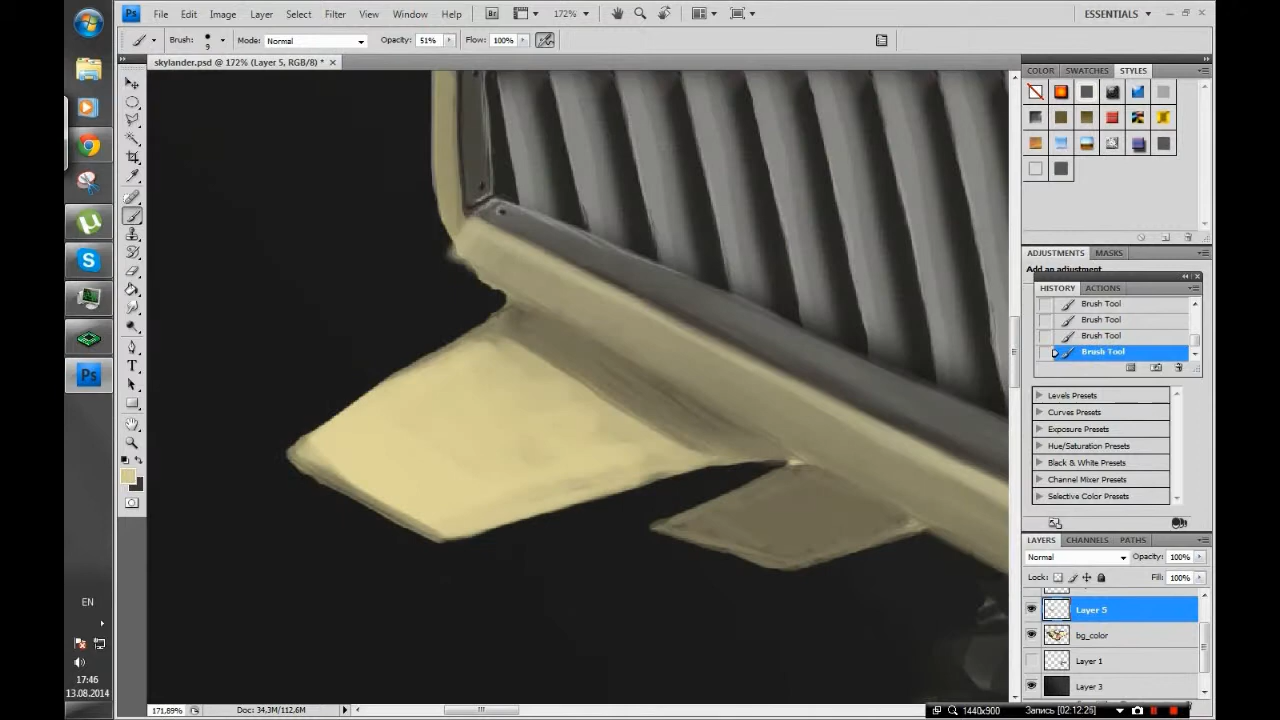 Ps File Edit Image Layer Select Filter Analysis View Window Help Br 172% ESSENTIALS
Brush: 9 Mode: Normal Opacity: 51% Flow: 100%
skylander.psd @ 172% (Layer 5, RGB/8) *
COLOR SWATCHES STYLES
ADJUSTMENTS MASKS
Add an adjustment
HISTORY ACTIONS
Brush Tool
Brush Tool
Brush Tool
Brush Tool
Levels Presets
Curves Presets
Exposure Presets
Hue/Saturation Presets
Black & White Presets
Channel Mixer Presets
Selective Color Presets
LAYERS CHANNELS PATHS
Normal Opacity: 100%
Lock: Fill: 100%
Layer 5
bg_color
Layer 1
Layer 3
Ps
EN
17:46
13.08.2014
171,89% Doc: 34,3M/112,6M
1440x900 Запись [02:12:26]